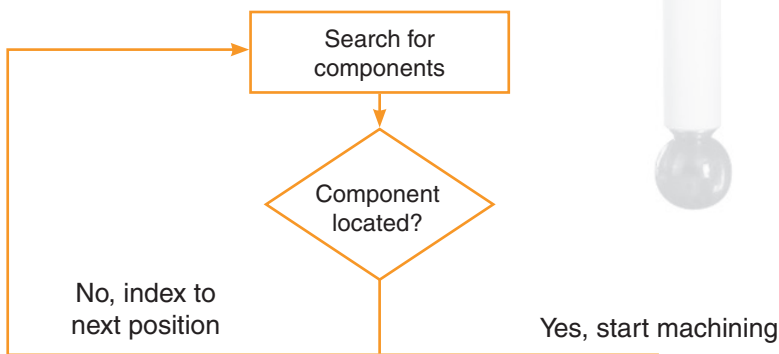 Search for
components
Component
located?
No, index to
next position
Yes, start machining